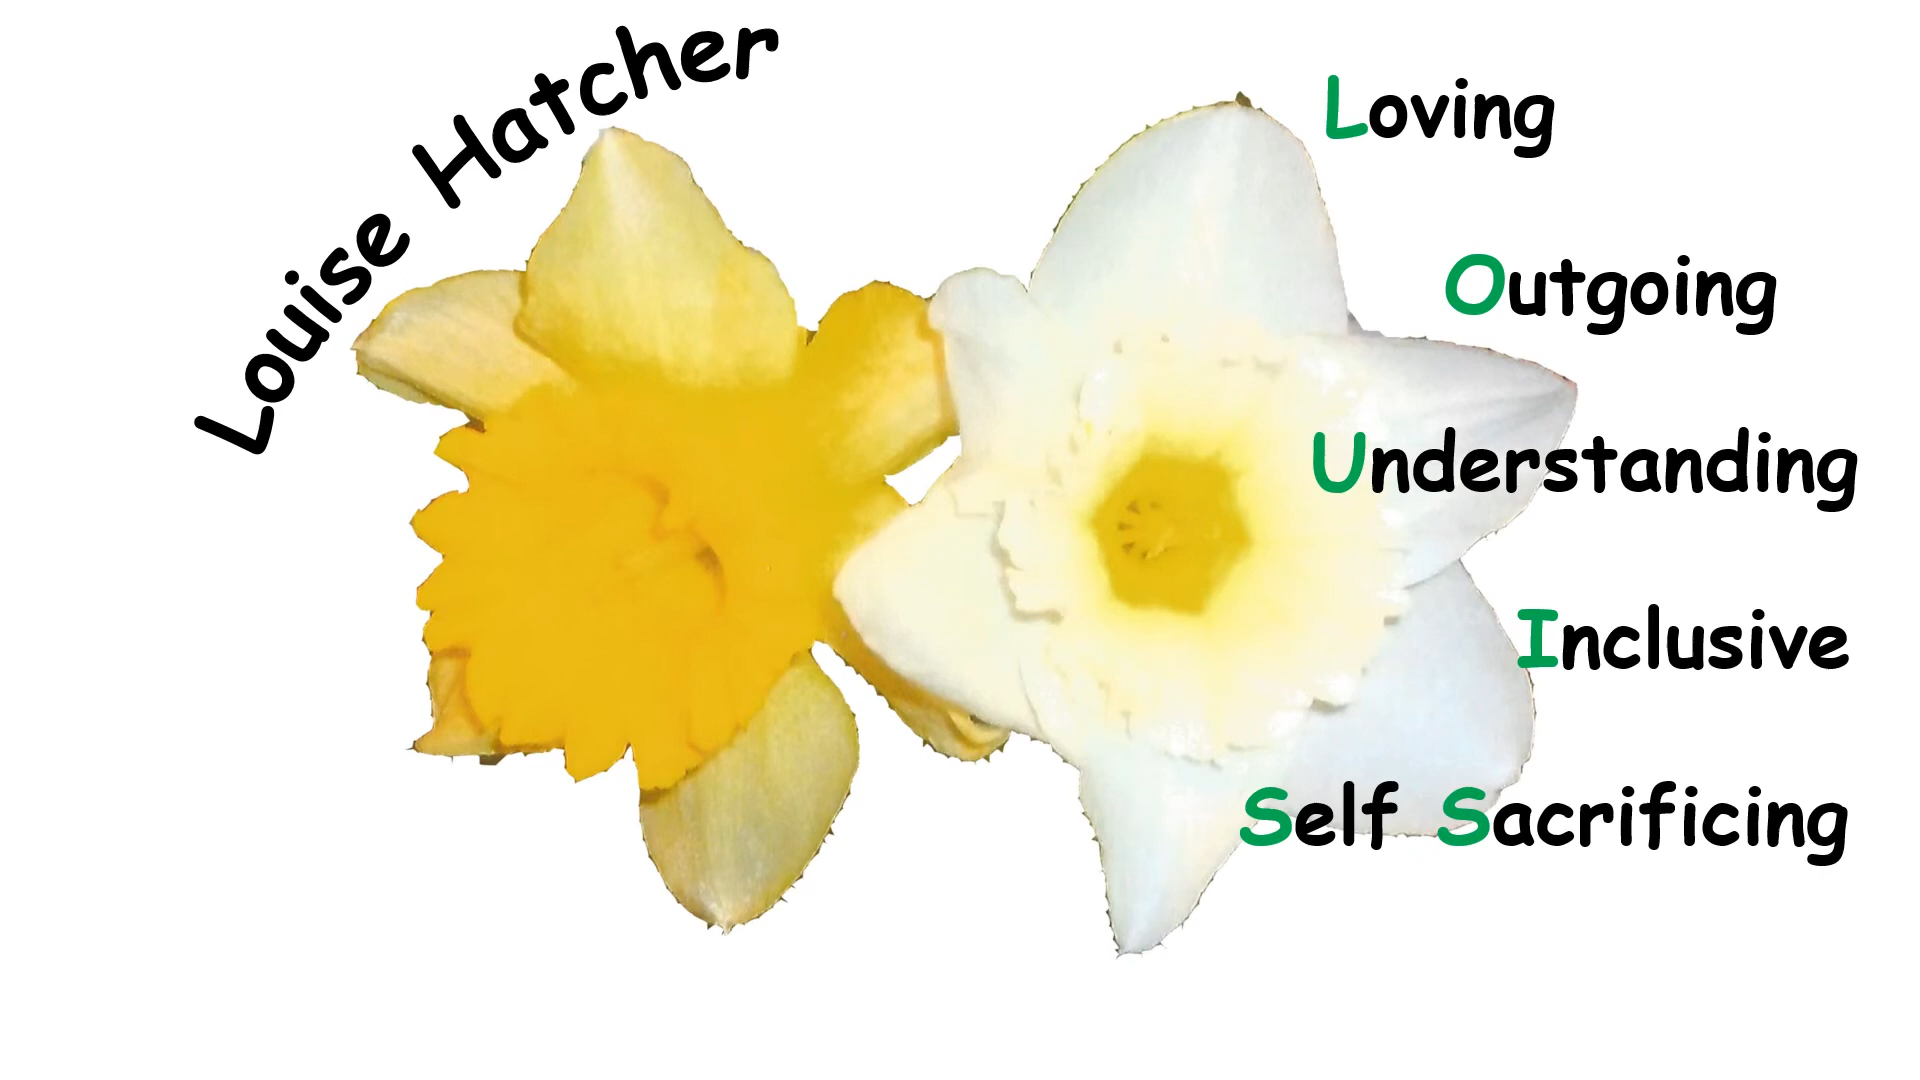 Louise Hatcher
Loving
Outgoing
Understanding
Inclusive
Self Sacrificing